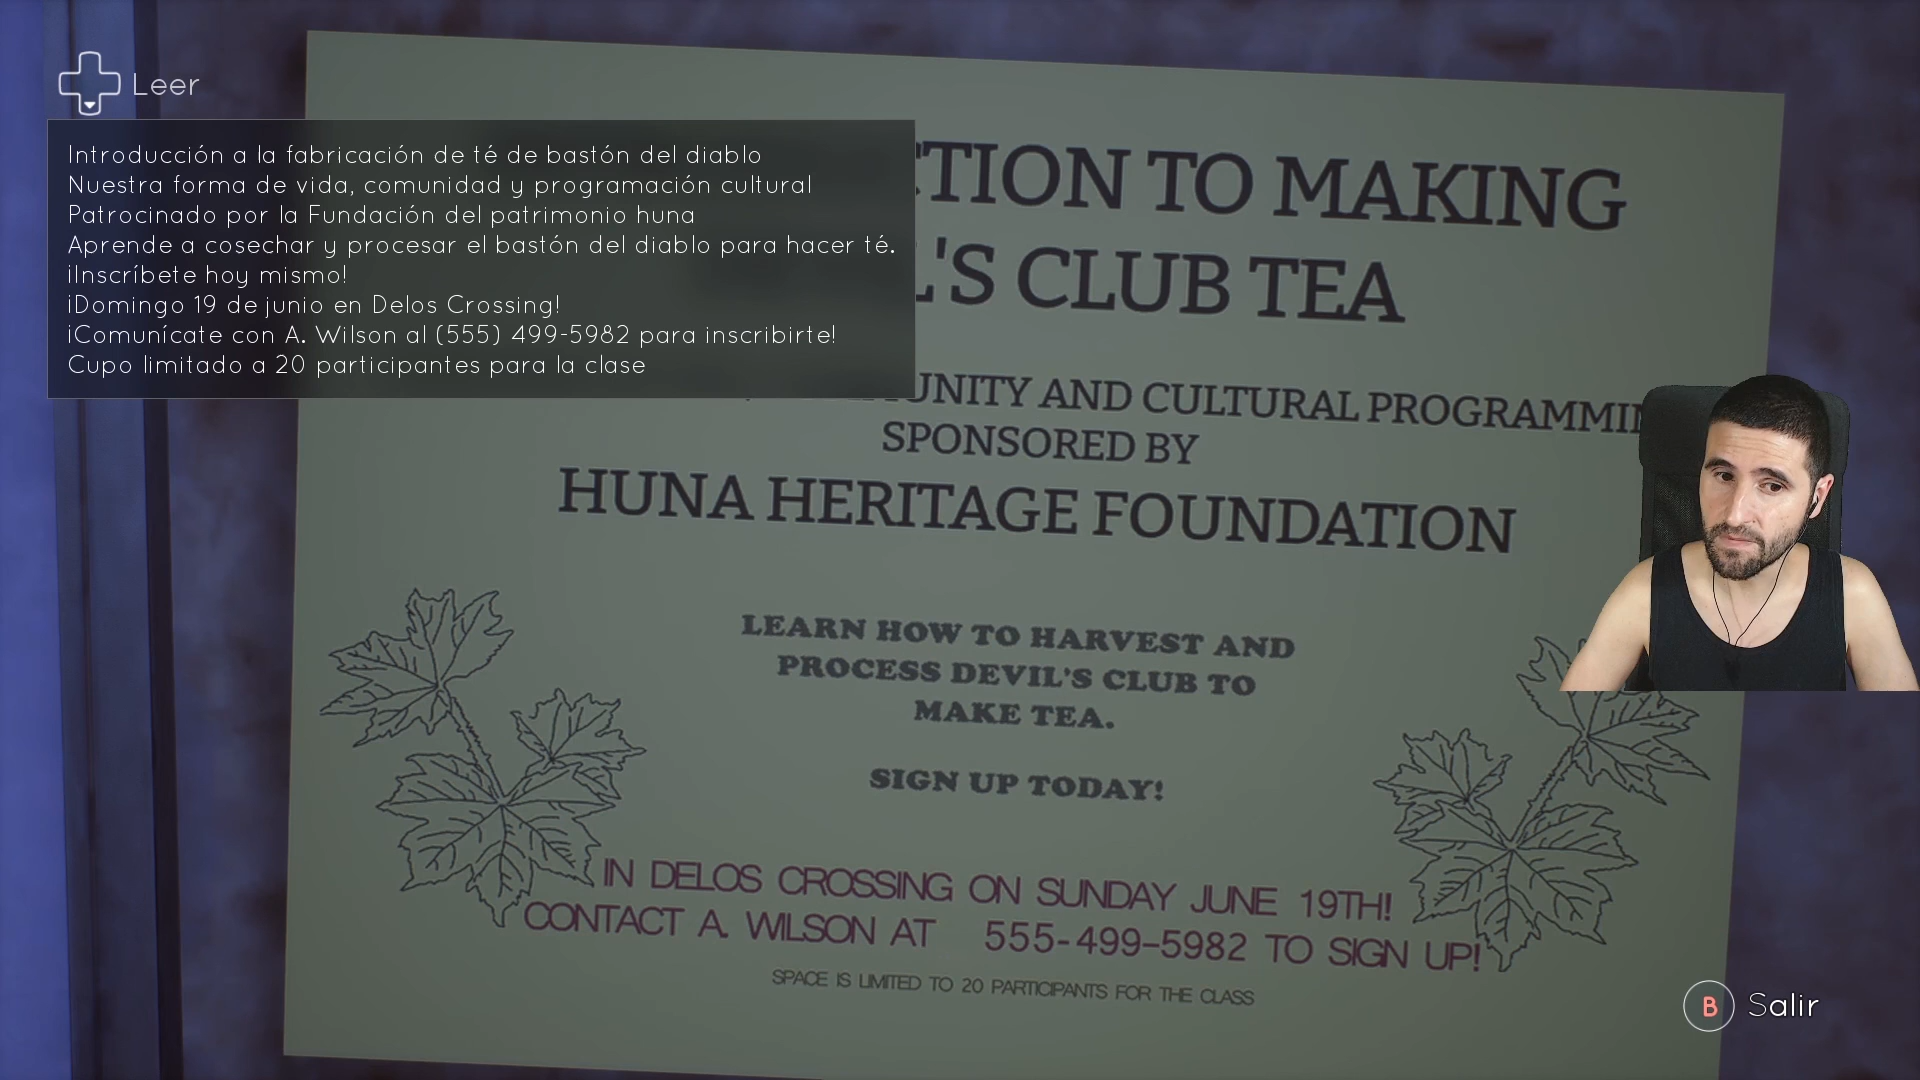 Leer
Introducción a la fabricación de té de bastón del diablo
Nuestra forma de vida, comunidad y programación cultural
Patrocinado por la Fundación del patrimonio huna
Aprende a cosechar y procesar el bastón del diablo para hacer té.
¡Inscríbete hoy mismo!
¡Domingo 19 de junio en Delos Crossing!
¡Comunícate con A. Wilson al (555) 499-5982 para inscribirte!
Cupo limitado a 20 participantes para la clase
TO MAKING
CLUB TEA
AND CULTURAL
SPONSORED BY
HUNA HERITAGE FOUNDATION
LEARN HOW TO HARVEST AND
PROCESS DEVIL'S CLUB TO
MAKE TEA.
SIGN UP TODAY!
IN DELOS CROSSING ON SUNDAY JUNE 19TH!
CONTACT A. WILSON AT 555-499-5982 TO SIGN UP!
SPACE IS LIMITED TO 20 PARTICIPANTS FOR THE CLASS
B Salir